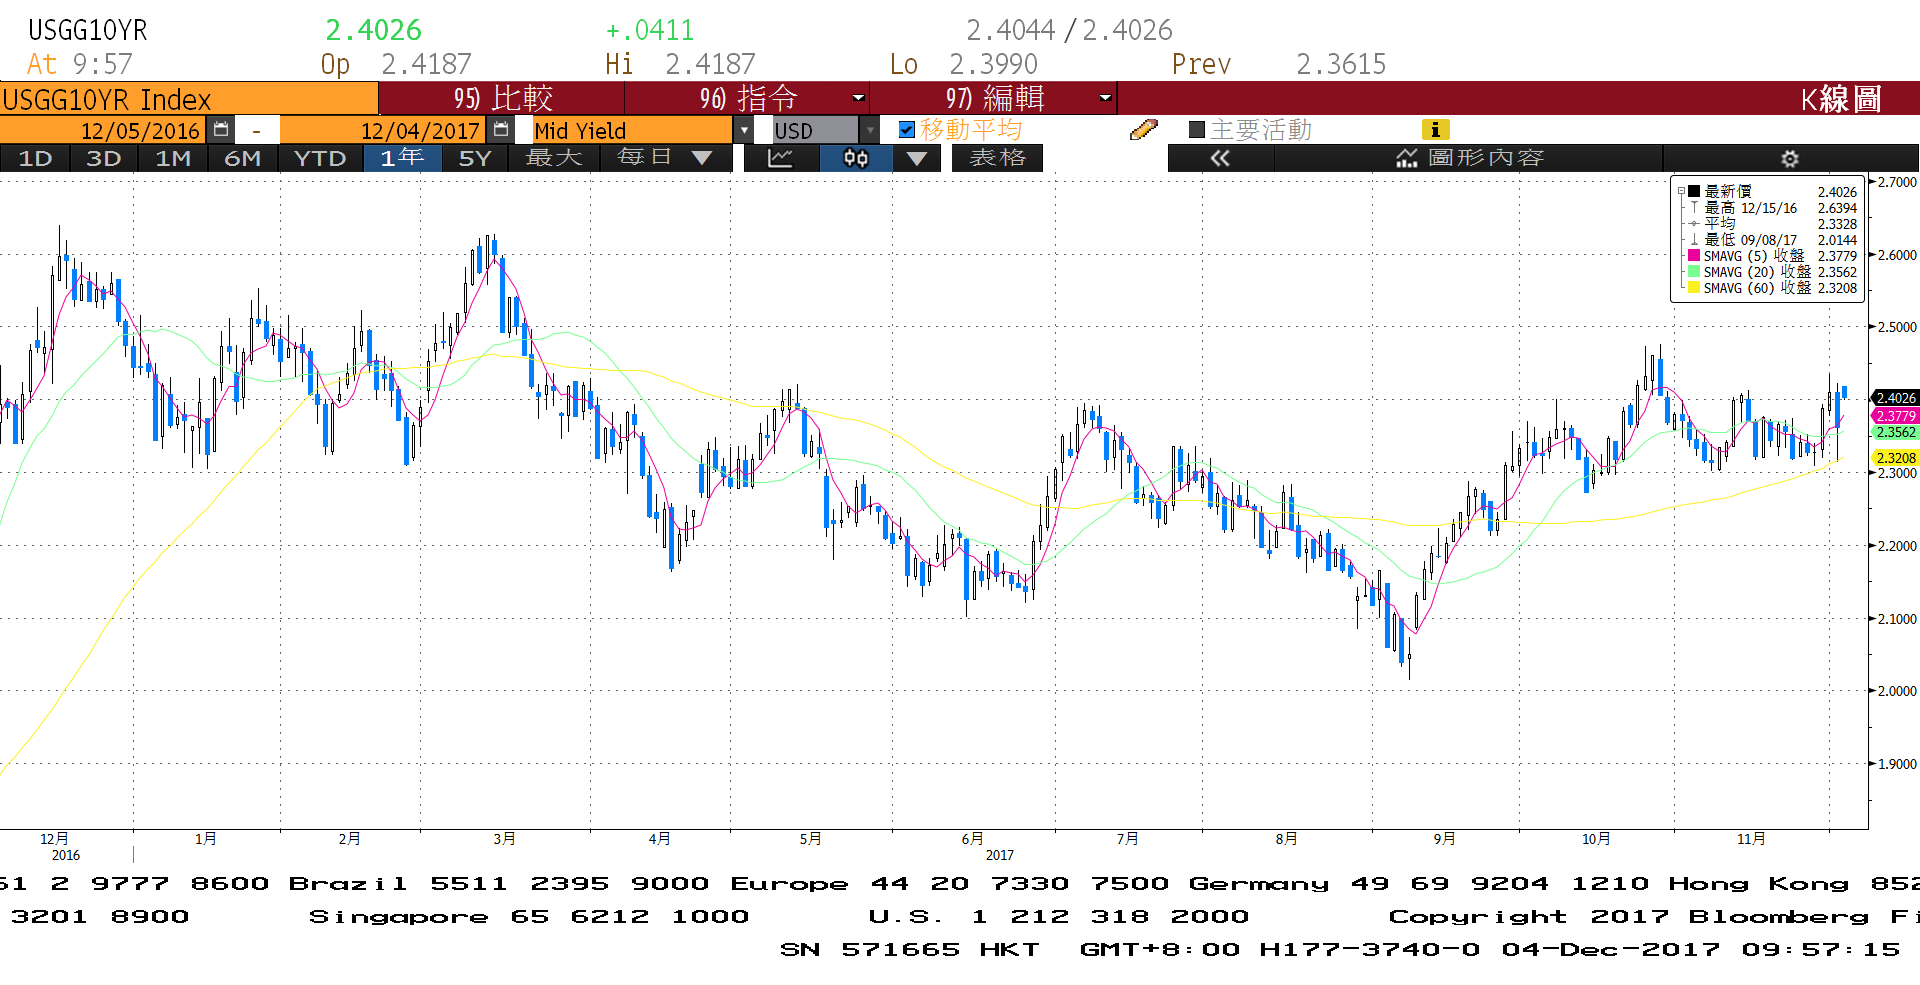 USGG10YR 2.4026 +.0411 2.4044 / 2.4026
At 9:57 Op 2.4187 Hi 2.4187 Lo 2.3990 Prev 2.3615
USGG10YR Index 95) 比較 96) 指令 97) 編輯 K線圖
12/05/2016 - 12/04/2017 Mid Yield USD 移動平均 主要活動
1D 3D 1M 6M YTD 1年 5Y 最大 每日 表格 圖形內容
2.7000
最新價 2.4026
最高 12/15/16 2.6394
平均 2.3328
最低 09/08/17 2.0144
SMAVG (5) 收盤 2.3779
SMAVG (20) 收盤 2.3562
SMAVG (60) 收盤 2.3208
2.6000
2.5000
2.4026
2.3779
2.3562
2.3208
2.3000
2.2000
2.1000
2.0000
1.9000
12月 1月 2月 3月 4月 5月 6月 7月 8月 9月 10月 11月
2016 2017
61 2 9777 8600 Brazil 5511 2395 9000 Europe 44 20 7330 7500 Germany 49 69 9204 1210 Hong Kong 852
3201 8900 Singapore 65 6212 1000 U.S. 1 212 318 2000 Copyright 2017 Bloomberg Fi
SN 571665 HKT GMT+8:00 H177-3740-0 04-Dec-2017 09:57:15